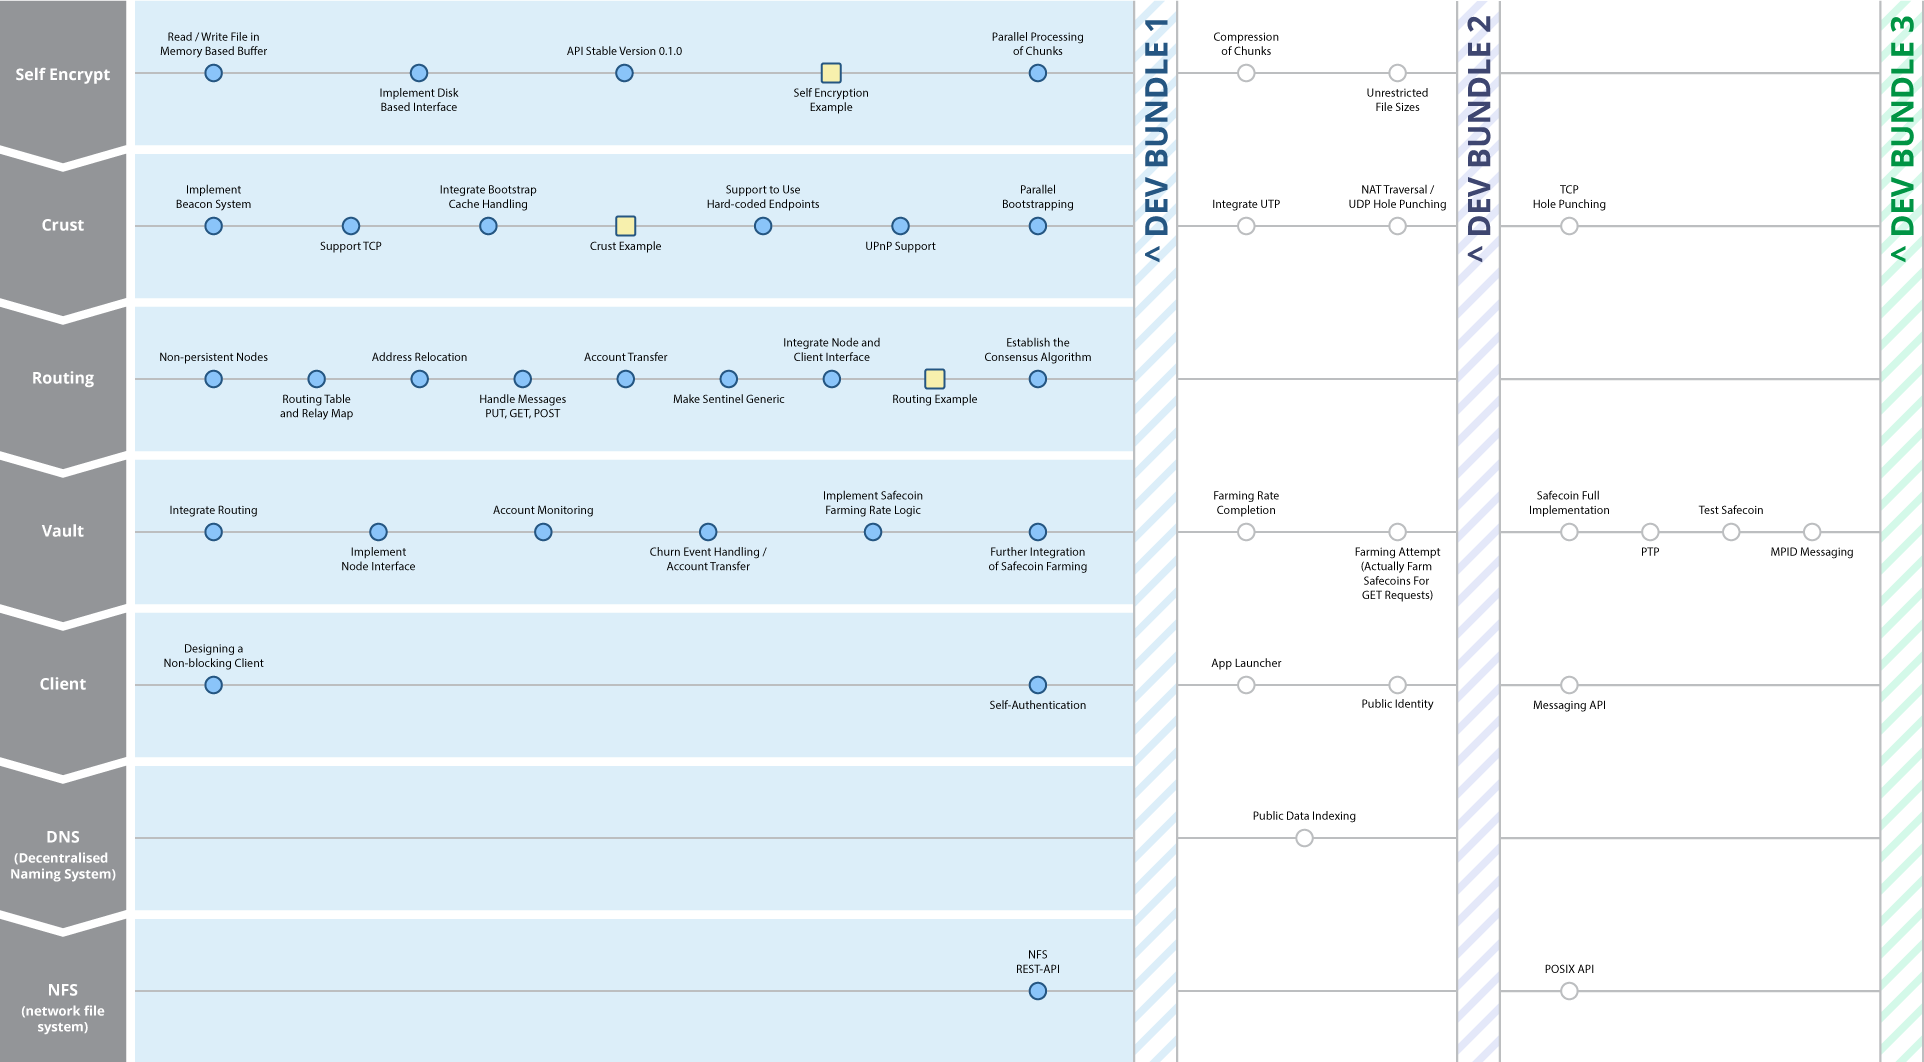 Self Encrypt
Read / Write File in
Memory Based Buffer
Implement Disk
Based Interface
API Stable Version 0.1.0
Self Encryption
Example
Parallel Processing
of Chunks
^ DEV BUNDLE 1
Compression
of Chunks
Unrestricted
File Sizes
^ DEV BUNDLE 2
^ DEV BUNDLE 3
Crust
Implement
Beacon System
Support TCP
Integrate Bootstrap
Cache Handling
Crust Example
Support to Use
Hard-coded Endpoints
UPnP Support
Parallel
Bootstrapping
Integrate UTP
NAT Traversal /
UDP Hole Punching
TCP
Hole Punching
Routing
Non-persistent Nodes
Routing Table
and Relay Map
Address Relocation
Handle Messages
PUT, GET, POST
Account Transfer
Make Sentinel Generic
Integrate Node and
Client Interface
Routing Example
Establish the
Consensus Algorithm
Vault
Integrate Routing
Implement
Node Interface
Account Monitoring
Churn Event Handling /
Account Transfer
Implement Safecoin
Farming Rate Logic
Further Integration
of Safecoin Farming
Farming Rate
Completion
Farming Attempt
(Actually Farm
Safecoins For
GET Requests)
Safecoin Full
Implementation
PTP
Test Safecoin
MPID Messaging
Client
Designing a
Non-blocking Client
Self-Authentication
App Launcher
Public Identity
Messaging API
DNS
(Decentralised
Naming System)
Public Data Indexing
NFS
(network file
system)
NFS
REST-API
POSIX API